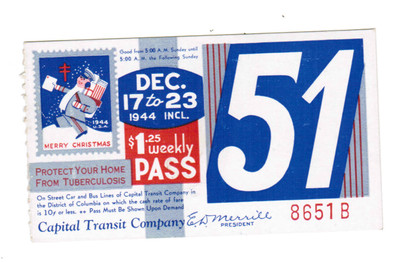 Good from 5:00 A.M. Sunday until
5:00 A.M. the Following Sunday
DEC.
17 to 23
1944 INCL.
51
1944
U.S.A.
MERRY CHRISTMAS
$1.25 weekly
PASS
PROTECT YOUR HOME
FROM TUBERCULOSIS
On Street Car and Bus Lines of Capital Transit Company in
the District of Columbia on which the cash rate of fare
is 10¢ or less. ** Pass Must Be Shown Upon Demand
Capital Transit Company
E. D. Merrill
PRESIDENT
8651 B